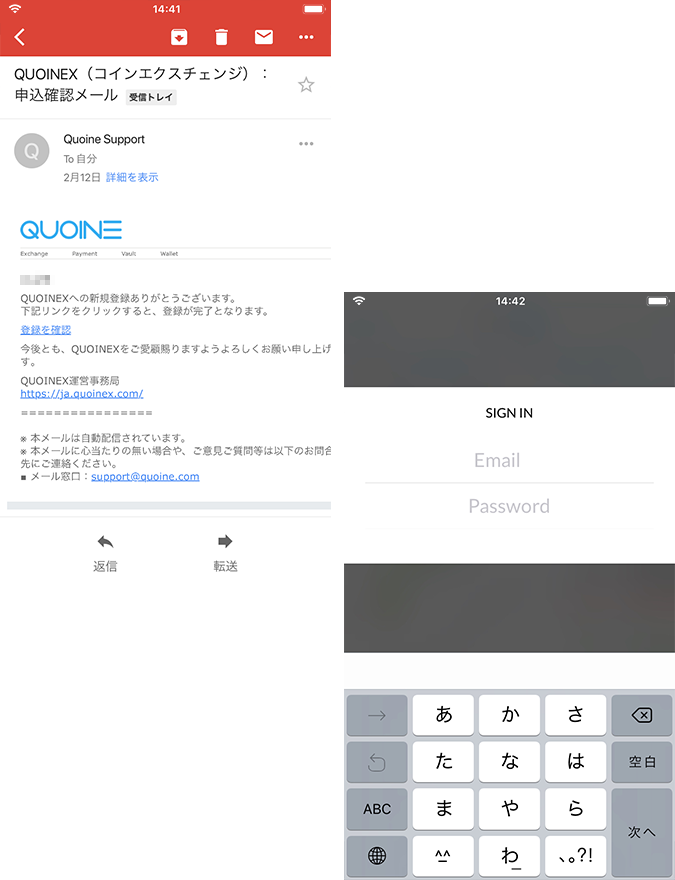 14:41
QUOINEX（コインエクスチェンジ）：
申込確認メール 受信トレイ
Q
Quoine Support
To 自分
2月12日 詳細を表示
QUOINE
Exchange Payment Vault Wallet
QUOINEXへの新規登録ありがとうございます。
下記リンクをクリックすると、登録が完了となります。
登録を確認
今後とも、QUOINEXをご愛顧賜りますようよろしくお願い申し上げ
す。
QUOINEX運営事務局
https://ja.quoinex.com/
================
※ 本メールは自動配信されています。
※ 本メールに心当たりの無い場合や、ご意見ご質問等は以下のお問合
先にご連絡ください。
■ メール窓口：support@quoine.com
返信 転送
14:42
SIGN IN
Email
Password
→ あ か さ
た な は 空白
ABC ま や ら
次へ
^^ わ 、。?!